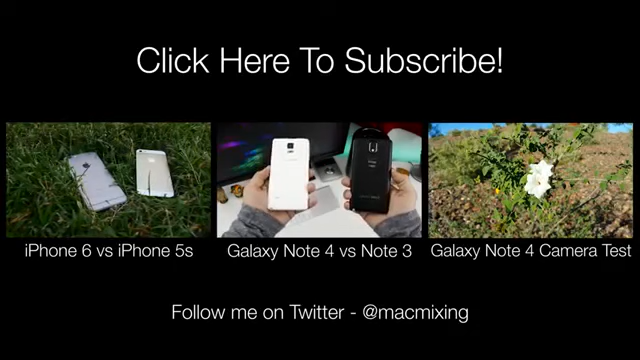 Click Here To Subscribe!
iPhone 6 vs iPhone 5s
Galaxy Note 4 vs Note 3
Galaxy Note 4 Camera Test
Follow me on Twitter - @macmixing